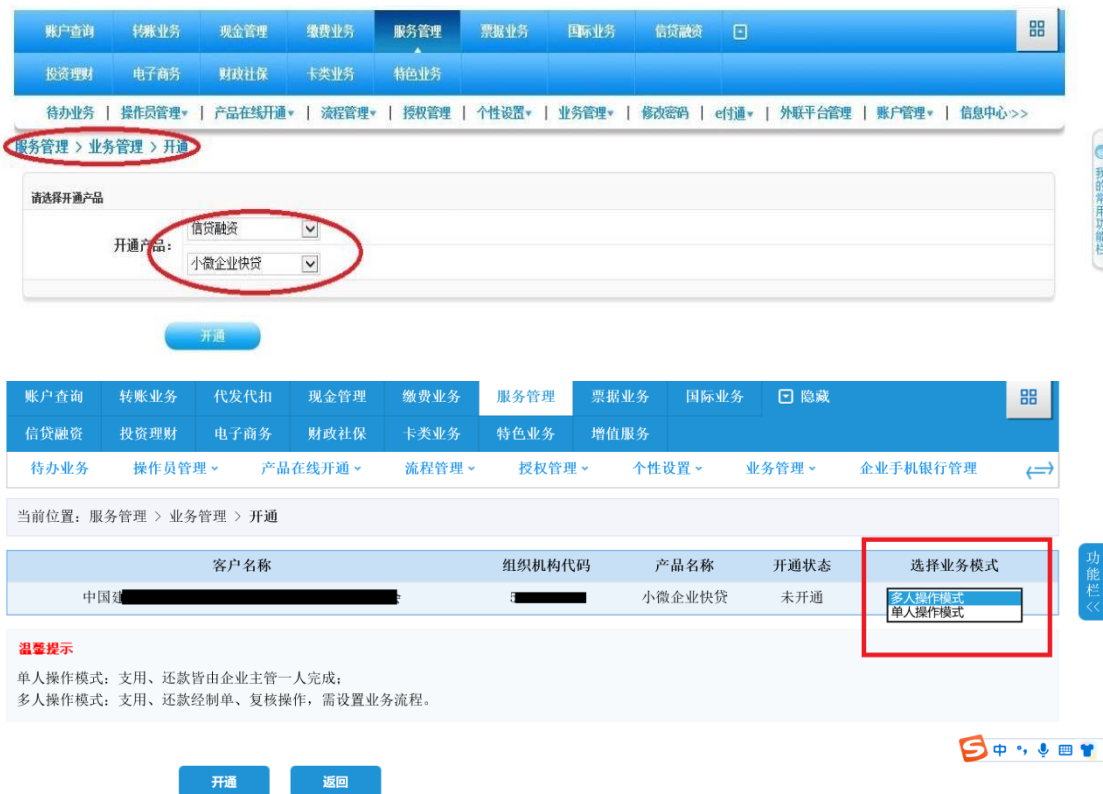 账户查询 转账业务 现金管理 缴费业务 服务管理 票据业务 国际业务 信贷融资
投资理财 电子商务 财政社保 卡类业务 特色业务
待办业务 | 操作员管理 | 产品在线开通 | 流程管理 | 授权管理 | 个性设置 | 业务管理 | 修改密码 | e付通 | 外联平台管理 | 账户管理 | 信息中心>>
服务管理 > 业务管理 > 开通
我的常用功能栏
请选择开通产品
信贷融资
开通产品：
小微企业快贷
开通
账户查询 转账业务 代发代扣 现金管理 缴费业务 服务管理 票据业务 国际业务 隐藏
信贷融资 投资理财 电子商务 财政社保 卡类业务 特色业务 增值服务
待办业务 操作员管理 产品在线开通 流程管理 授权管理 个性设置 业务管理 企业手机银行管理
当前位置：服务管理 > 业务管理 > 开通
功能栏<<
客户名称 组织机构代码 产品名称 开通状态 选择业务模式
中国建 小微企业快贷 未开通 多人操作模式
单人操作模式
温馨提示
单人操作模式：支用、还款皆由企业主管一人完成；
多人操作模式：支用、还款经制单、复核操作，需设置业务流程。
中
开通 返回